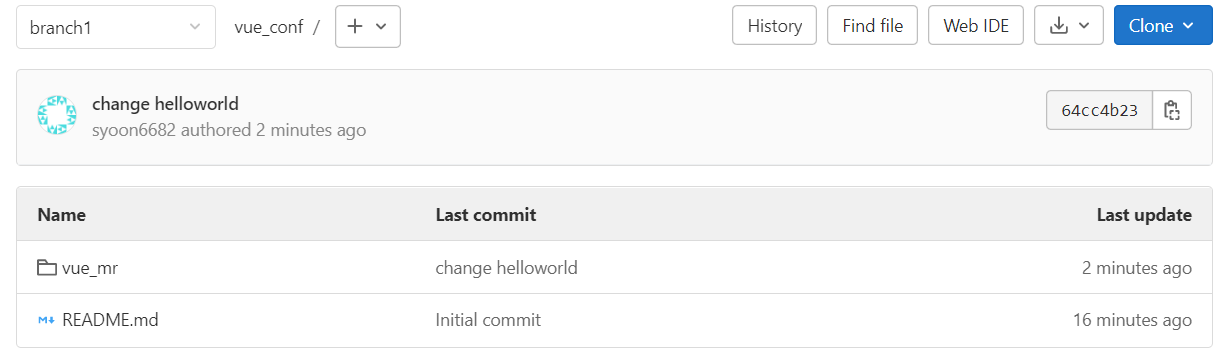 branch1 vue_conf / + History Find file Web IDE Clone
change helloworld
syoon6682 authored 2 minutes ago
64cc4b23
Name Last commit Last update
vue_mr change helloworld 2 minutes ago
README.md Initial commit 16 minutes ago